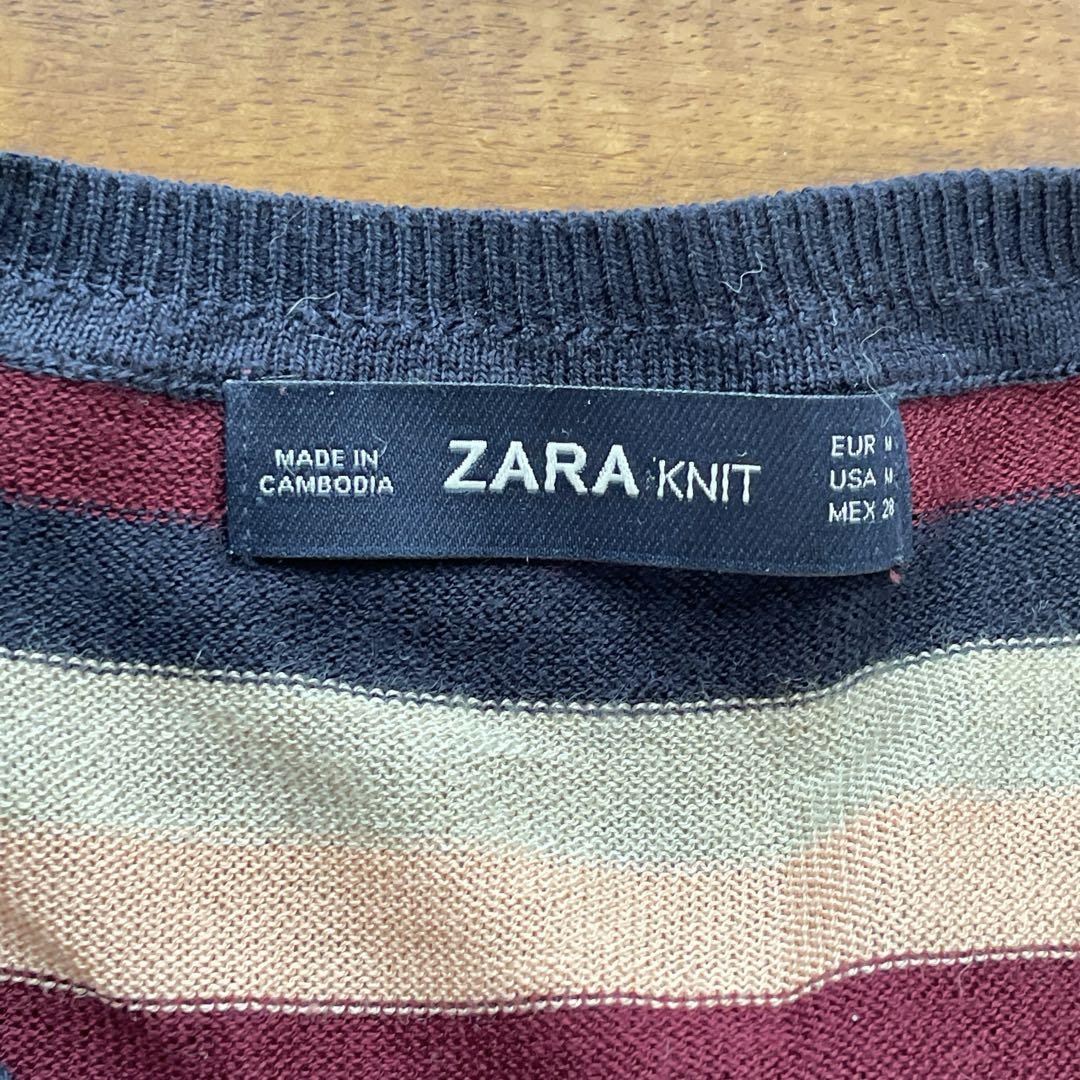 MADE IN
CAMBODIA
ZARA KNIT
EUR M
USA M
MEX 28